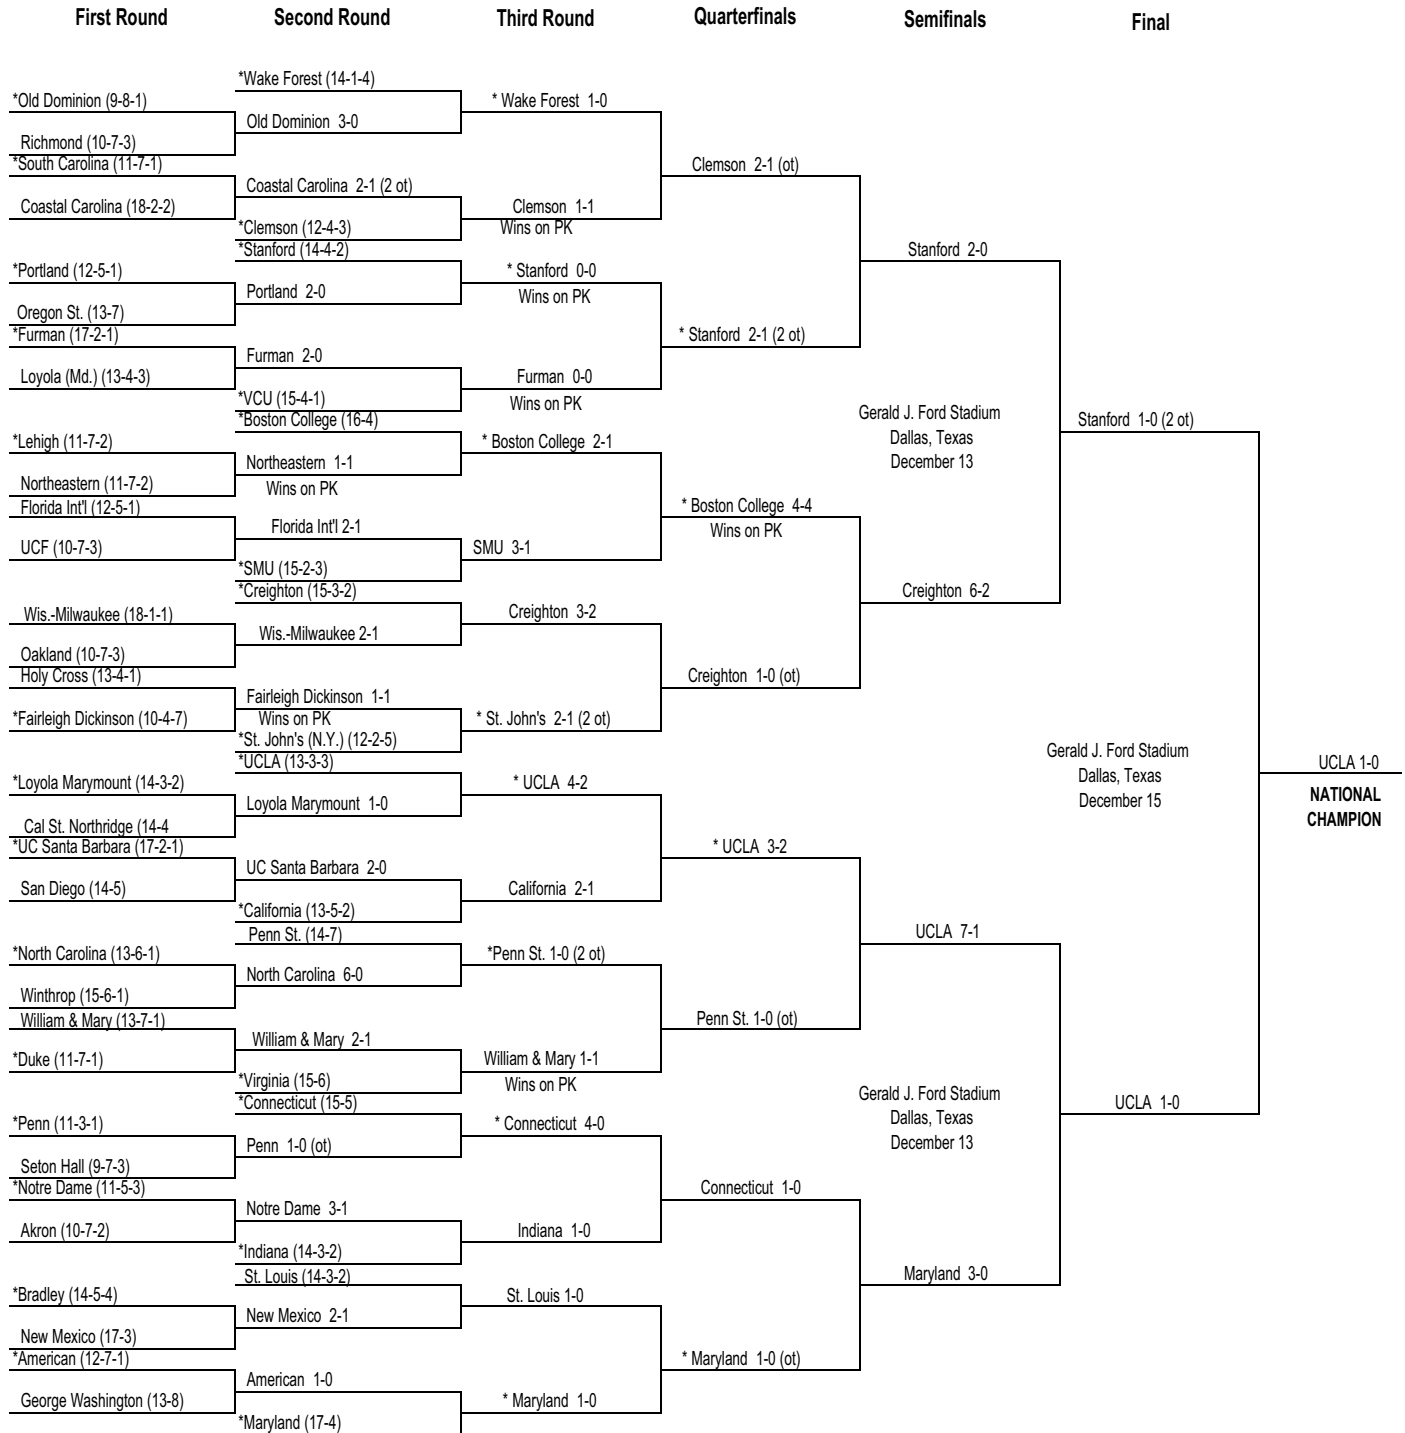 First Round
Second Round
Third Round
Quarterfinals
Semifinals
Final
*Wake Forest (14-1-4)
*Old Dominion (9-8-1)
* Wake Forest 1-0
Old Dominion 3-0
Richmond (10-7-3)
*South Carolina (11-7-1)
Clemson 2-1 (ot)
Coastal Carolina 2-1 (2 ot)
Coastal Carolina (18-2-2)
Clemson 1-1
*Clemson (12-4-3)
Wins on PK
*Stanford (14-4-2)
Stanford 2-0
*Portland (12-5-1)
* Stanford 0-0
Portland 2-0
Wins on PK
Oregon St. (13-7)
*Furman (17-2-1)
* Stanford 2-1 (2 ot)
Furman 2-0
Loyola (Md.) (13-4-3)
Furman 0-0
*VCU (15-4-1)
Wins on PK
*Boston College (16-4)
Gerald J. Ford Stadium
Stanford 1-0 (2 ot)
*Lehigh (11-7-2)
* Boston College 2-1
Dallas, Texas
Northeastern 1-1
December 13
Northeastern (11-7-2)
Wins on PK
Florida Int'l (12-5-1)
* Boston College 4-4
Florida Int'l 2-1
Wins on PK
UCF (10-7-3)
SMU 3-1
*SMU (15-2-3)
*Creighton (15-3-2)
Creighton 6-2
Wis.-Milwaukee (18-1-1)
Creighton 3-2
Wis.-Milwaukee 2-1
Oakland (10-7-3)
Holy Cross (13-4-1)
Creighton 1-0 (ot)
Fairleigh Dickinson 1-1
*Fairleigh Dickinson (10-4-7)
Wins on PK
* St. John's 2-1 (2 ot)
*St. John's (N.Y.) (12-2-5)
*UCLA (13-3-3)
Gerald J. Ford Stadium
UCLA 1-0
*Loyola Marymount (14-3-2)
* UCLA 4-2
Dallas, Texas
Loyola Marymount 1-0
December 15
NATIONAL
CHAMPION
Cal St. Northridge (14-4
*UC Santa Barbara (17-2-1)
* UCLA 3-2
UC Santa Barbara 2-0
San Diego (14-5)
California 2-1
*California (13-5-2)
Penn St. (14-7)
UCLA 7-1
*North Carolina (13-6-1)
*Penn St. 1-0 (2 ot)
North Carolina 6-0
Winthrop (15-6-1)
William & Mary (13-7-1)
Penn St. 1-0 (ot)
William & Mary 2-1
*Duke (11-7-1)
William & Mary 1-1
*Virginia (15-6)
Wins on PK
*Connecticut (15-5)
Gerald J. Ford Stadium
UCLA 1-0
*Penn (11-3-1)
* Connecticut 4-0
Dallas, Texas
Penn 1-0 (ot)
December 13
Seton Hall (9-7-3)
*Notre Dame (11-5-3)
Connecticut 1-0
Notre Dame 3-1
Akron (10-7-2)
Indiana 1-0
*Indiana (14-3-2)
St. Louis (14-3-2)
Maryland 3-0
*Bradley (14-5-4)
St. Louis 1-0
New Mexico 2-1
New Mexico (17-3)
*American (12-7-1)
* Maryland 1-0 (ot)
American 1-0
George Washington (13-8)
* Maryland 1-0
*Maryland (17-4)